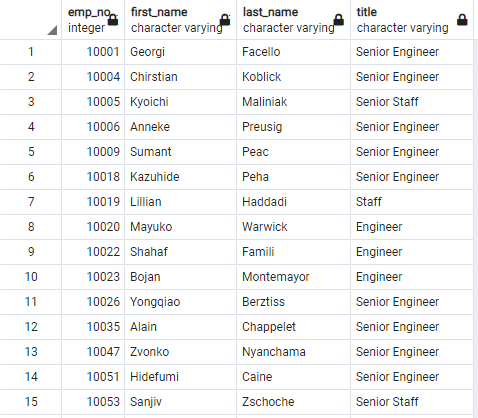 emp_no first_name last_name title
integer character varying character varying character varying
1 10001 Georgi Facello Senior Engineer
2 10004 Chirstian Koblick Senior Engineer
3 10005 Kyoichi Maliniak Senior Staff
4 10006 Anneke Preusig Senior Engineer
5 10009 Sumant Peac Senior Engineer
6 10018 Kazuhide Peha Senior Engineer
7 10019 Lillian Haddadi Staff
8 10020 Mayuko Warwick Engineer
9 10022 Shahaf Famili Engineer
10 10023 Bojan Montemayor Engineer
11 10026 Yongqiao Berztiss Senior Engineer
12 10035 Alain Chappelet Senior Engineer
13 10047 Zvonko Nyanchama Senior Engineer
14 10051 Hidefumi Caine Senior Engineer
15 10053 Sanjiv Zschoche Senior Staff